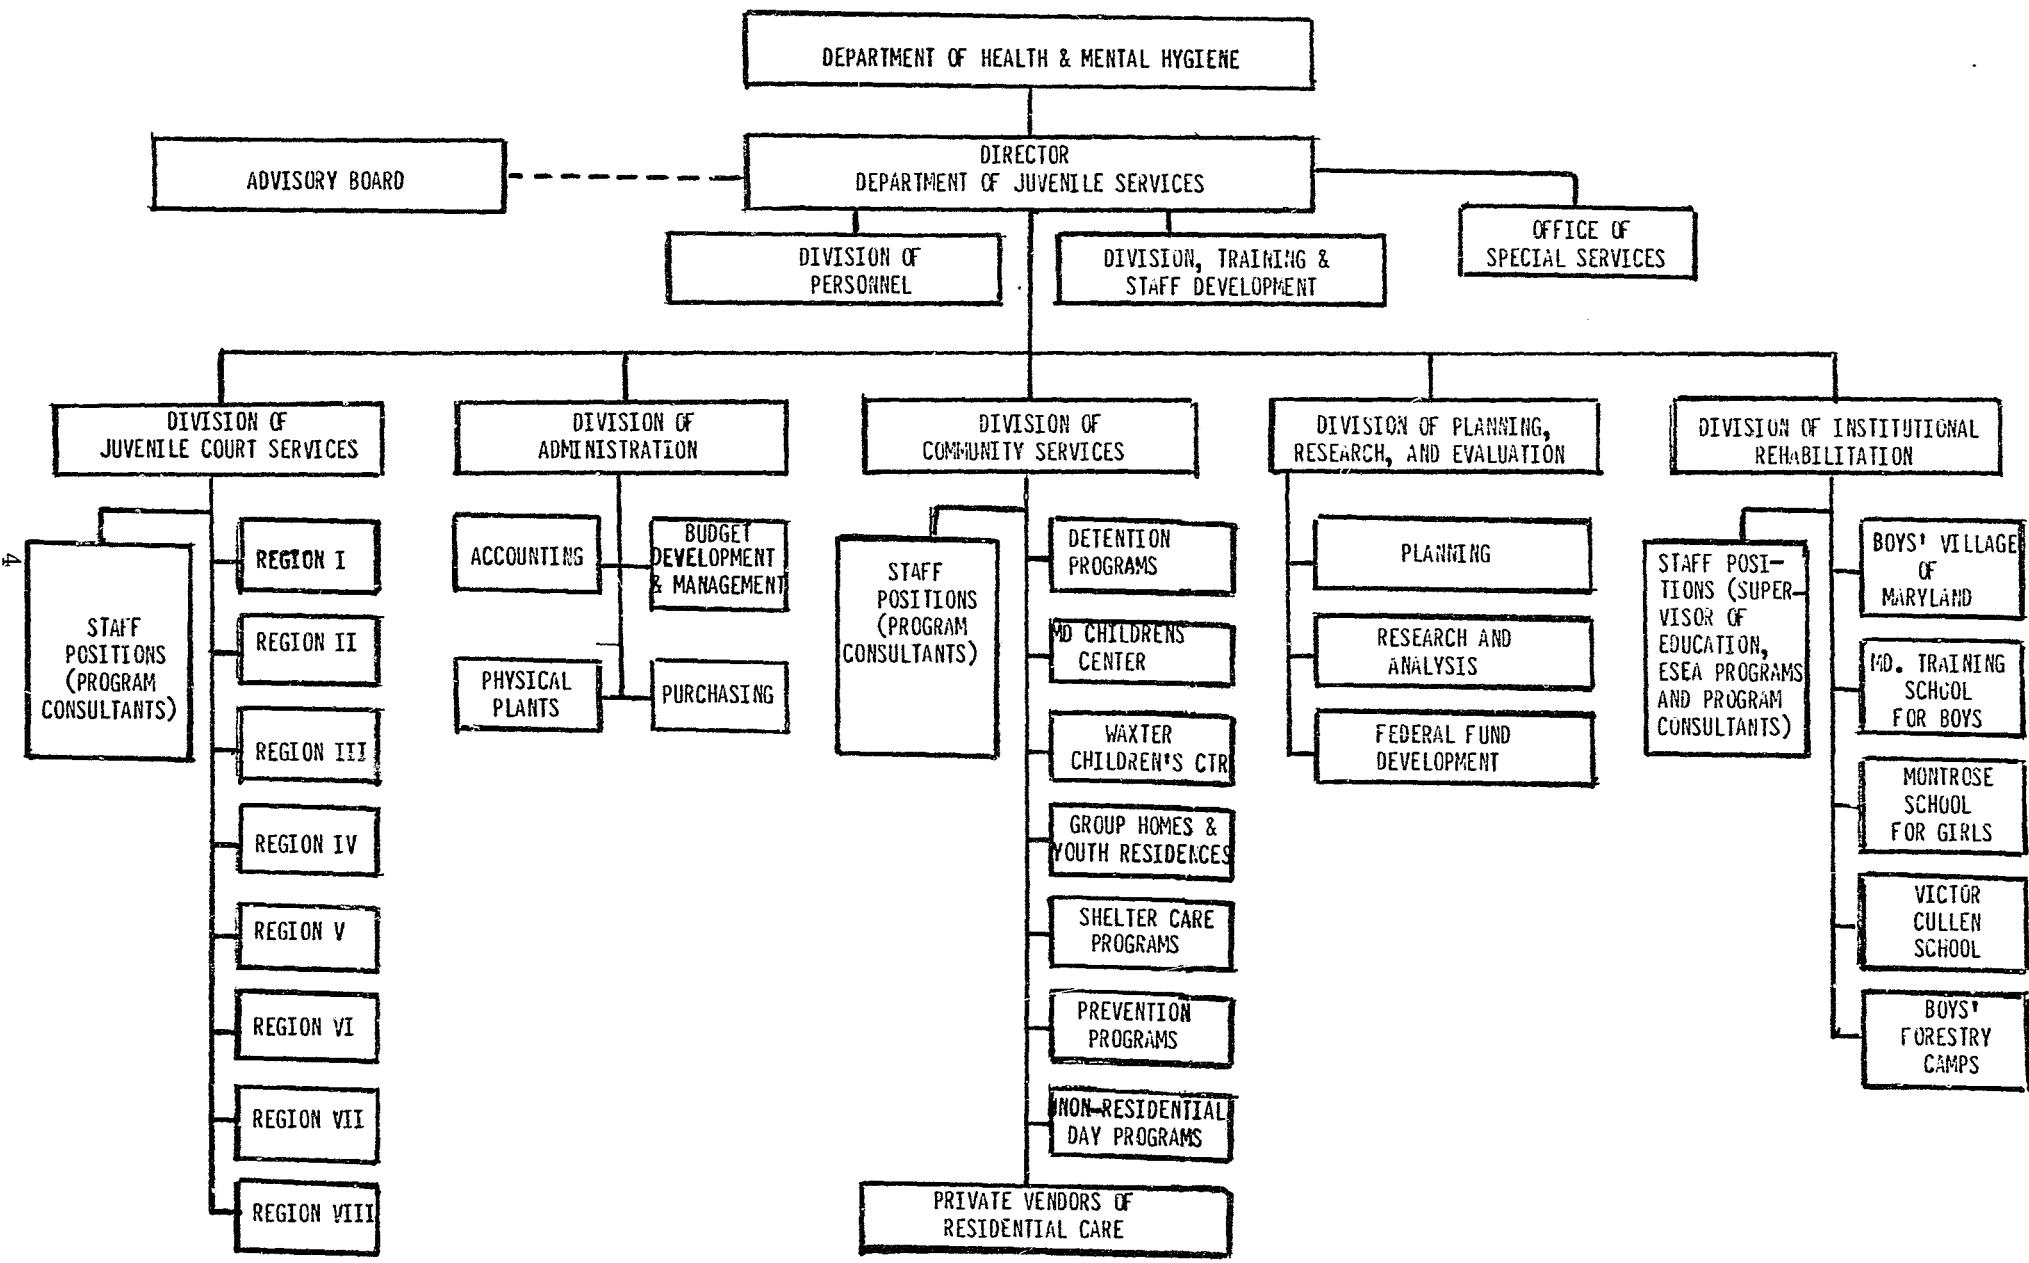 DEPARTMENT OF HEALTH & MENTAL HYGIENE
ADVISORY BOARD
DIRECTOR
DEPARTMENT OF JUVENILE SERVICES
OFFICE OF
SPECIAL SERVICES
DIVISION OF
PERSONNEL
DIVISION, TRAINING &
STAFF DEVELOPMENT
DIVISION OF
JUVENILE COURT SERVICES
STAFF
POSITIONS
(PROGRAM
CONSULTANTS)
REGION I
REGION II
REGION III
REGION IV
REGION V
REGION VI
REGION VII
REGION VIII
DIVISION OF
ADMINISTRATION
ACCOUNTING
BUDGET
DEVELOPMENT
& MANAGEMENT
PHYSICAL
PLANTS
PURCHASING
DIVISION OF
COMMUNITY SERVICES
STAFF
POSITIONS
(PROGRAM
CONSULTANTS)
DETENTION
PROGRAMS
MD CHILDRENS
CENTER
WAXTER
CHILDREN'S CTR
GROUP HOMES &
YOUTH RESIDENCES
SHELTER CARE
PROGRAMS
PREVENTION
PROGRAMS
NON-RESIDENTIAL
DAY PROGRAMS
PRIVATE VENDORS OF
RESIDENTIAL CARE
DIVISION OF PLANNING,
RESEARCH, AND EVALUATION
PLANNING
RESEARCH AND
ANALYSIS
FEDERAL FUND
DEVELOPMENT
DIVISION OF INSTITUTIONAL
REHABILITATION
STAFF POSI-
TIONS (SUPER-
VISOR OF
EDUCATION,
ESEA PROGRAMS
AND PROGRAM
CONSULTANTS)
BOYS' VILLAGE
OF
MARYLAND
MD. TRAINING
SCHOOL
FOR BOYS
MONTROSE
SCHOOL
FOR GIRLS
VICTOR
CULLEN
SCHOOL
BOYS'
FORESTRY
CAMPS
4